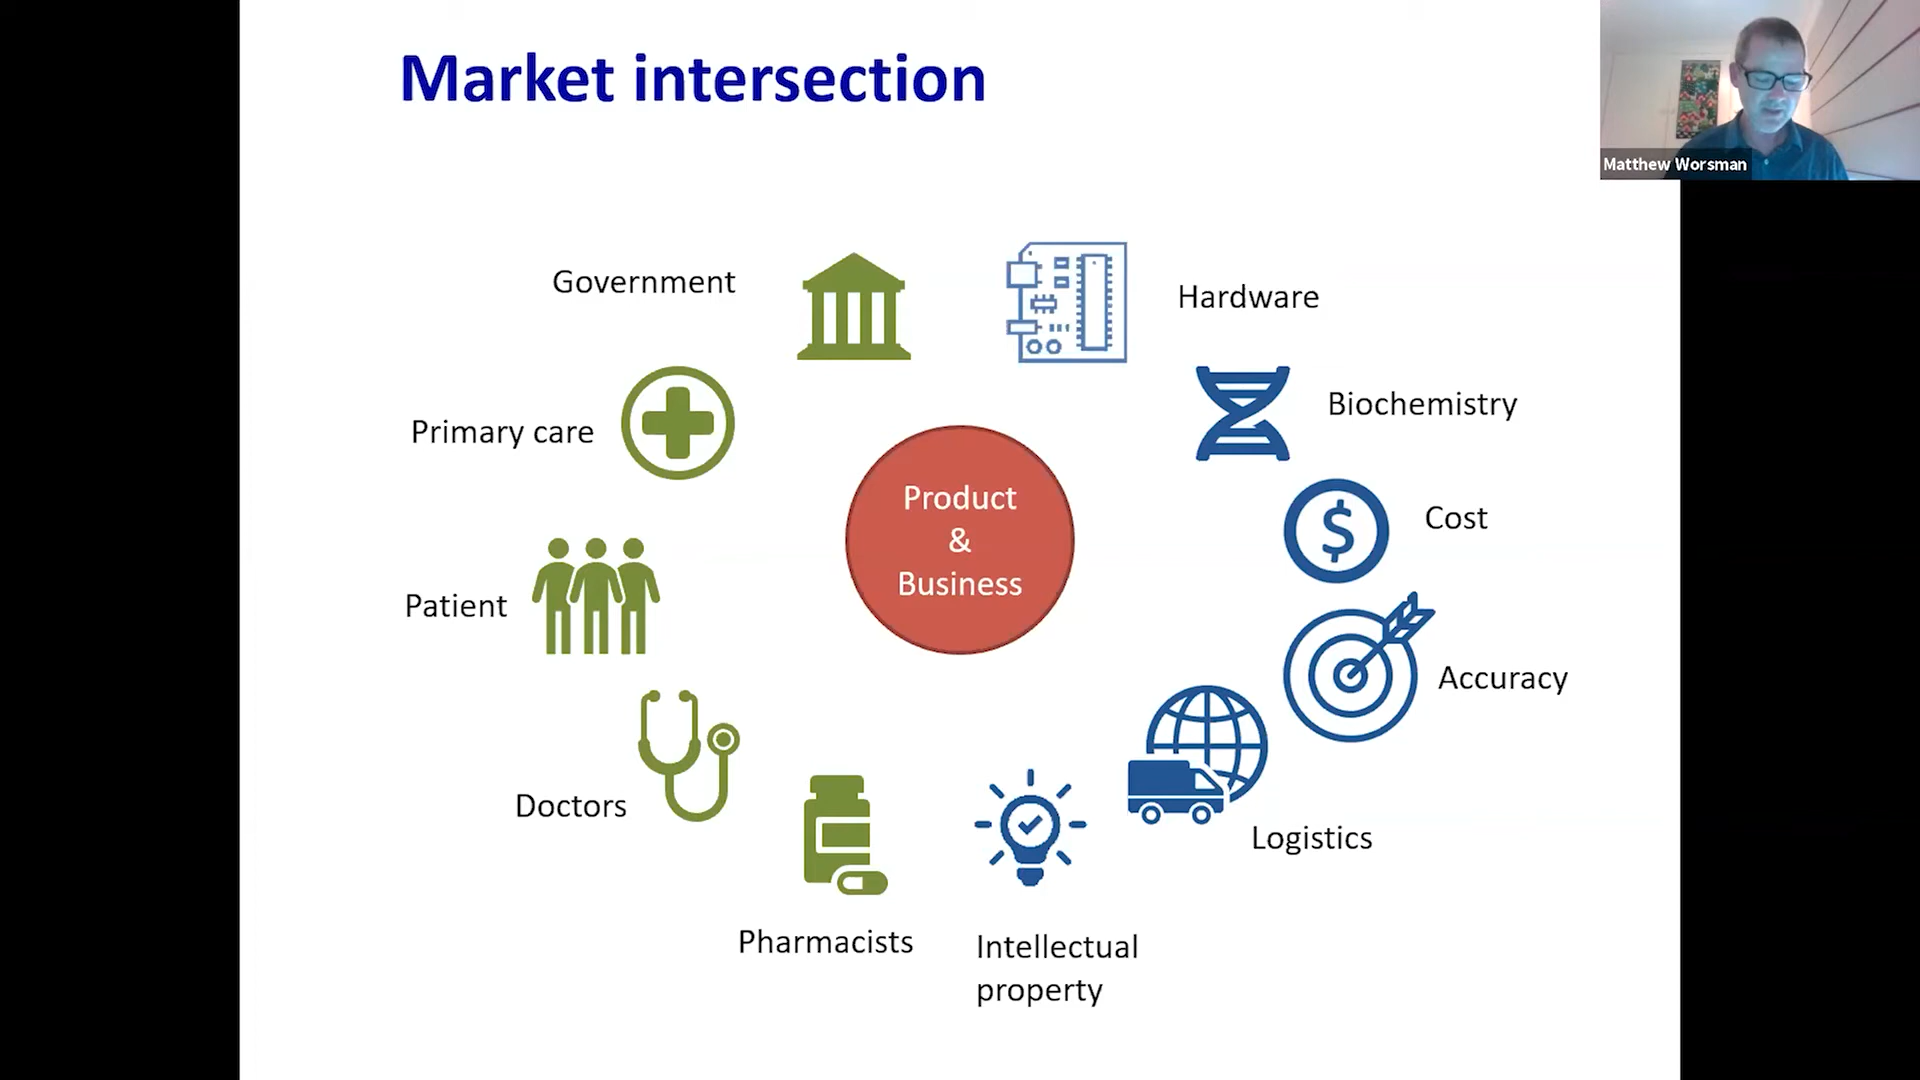 Market intersection
Matthew Worsman
Government
Hardware
Primary care
Biochemistry
Product
&
Business
Cost
Patient
Accuracy
Doctors
Logistics
Pharmacists
Intellectual
property
$